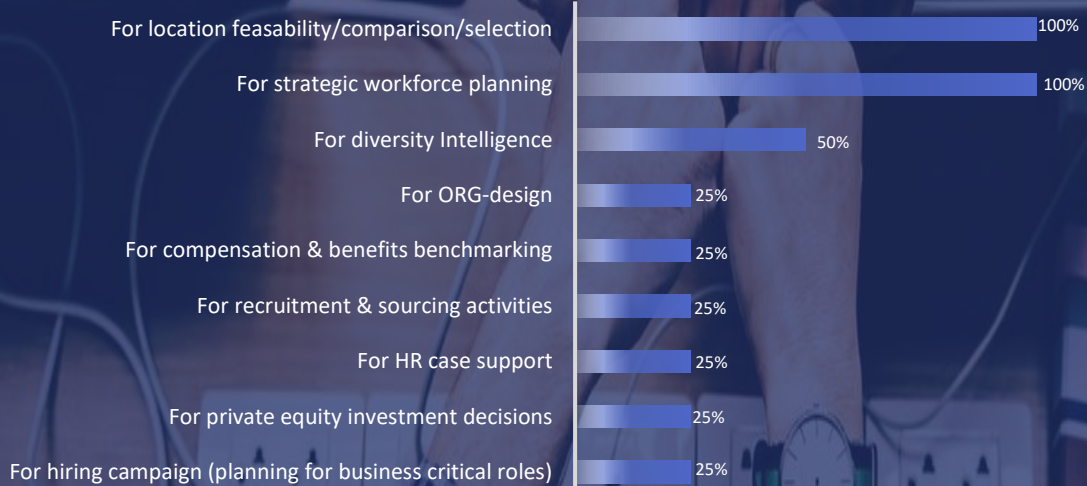 For location feasability/comparison/selection 100%
For strategic workforce planning 100%
For diversity Intelligence 50%
For ORG-design 25%
For compensation & benefits benchmarking 25%
For recruitment & sourcing activities 25%
For HR case support 25%
For private equity investment decisions 25%
For hiring campaign (planning for business critical roles) 25%